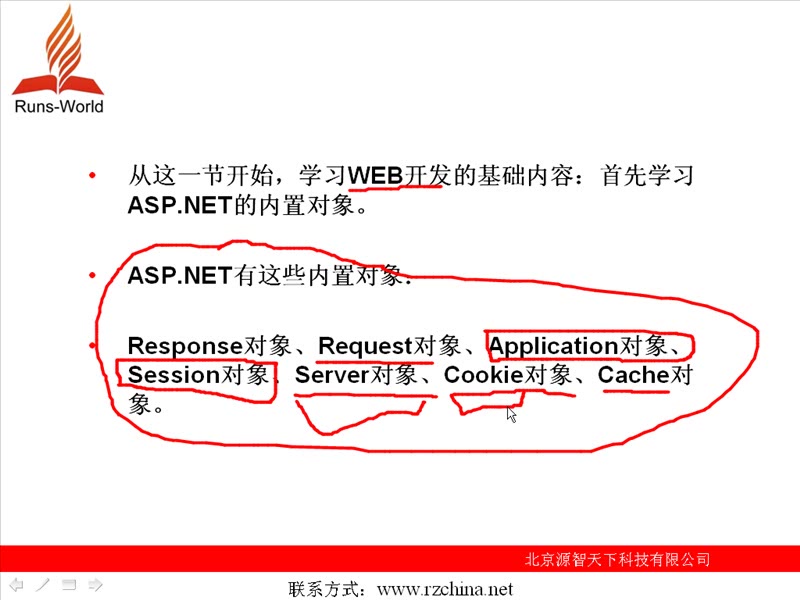 Runs-World
从这一节开始，学习WEB开发的基础内容：首先学习
ASP.NET的内置对象。
ASP.NET有这些内置对象：
Response对象、Request对象、Application对象、
Session对象、Server对象、Cookie对象、Cache对
象。
北京源智天下科技有限公司
联系方式：www.rzchina.net